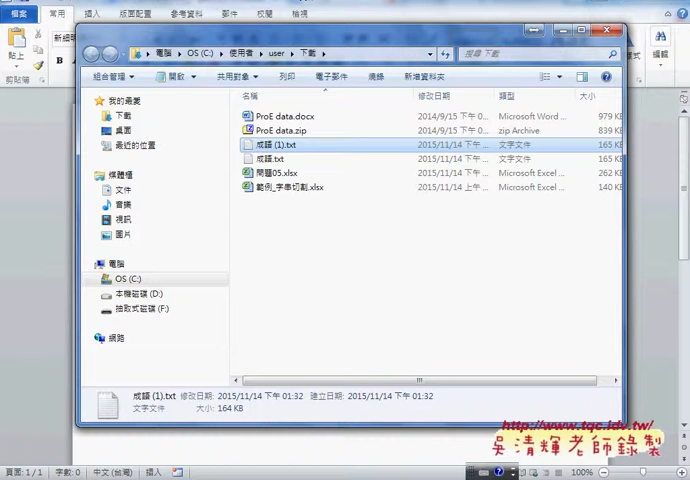 檔案 常用 插入 版面配置 參考資料 郵件 校閱 檢視
貼上
剪貼簿
新細明
B
編輯
電腦 OS (C:) 使用者 user 下載
搜尋 下載
組合管理 開啟 共用對象 列印 電子郵件 燒錄 新增資料夾
我的最愛
下載
桌面
最近的位置
媒體櫃
文件
音樂
視訊
圖片
電腦
OS (C:)
本機磁碟 (D:)
抽取式磁碟 (F:)
網路
名稱 修改日期 類型 大小
ProE data.docx 2014/9/15 下午 0... Microsoft Word ... 979 KB
ProE data.zip 2014/9/15 下午 0... zip Archive 839 KB
成語 (1).txt 2015/11/14 下午 ... 文字文件 165 KB
成語.txt 2015/11/14 下午 ... 文字文件 165 KB
問題05.xlsx 2015/11/14 下午 ... Microsoft Excel ... 262 KB
範例_字串切割.xlsx 2015/11/14 上午 ... Microsoft Excel ... 140 KB
成語 (1).txt 修改日期: 2015/11/14 下午 01:32 建立日期: 2015/11/14 下午 01:32
文字文件 大小: 164 KB
http://www.tqc.idv.tw/
吳清輝老師錄製
頁面: 1/1 字數: 0 中文 (台灣) 插入 100%